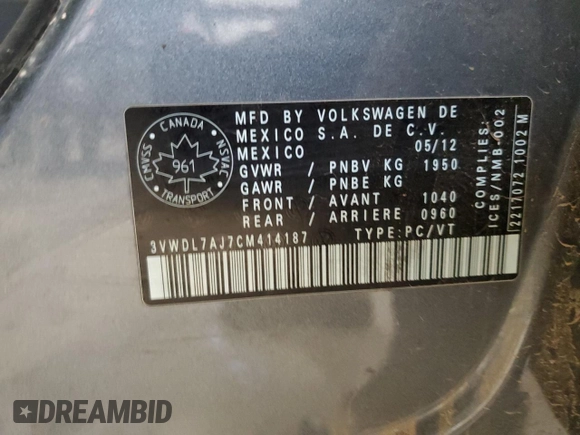 CMVSS
CANADA
NSVAC
961
TRANSPORT
MFD BY VOLKSWAGEN DE
MEXICO S.A. DE C.V.
MEXICO 05/12
GVWR / PNBV KG 1950
GAWR / PNBE KG
FRONT / AVANT 1040
REAR / ARRIERE 0960
3VWDL7AJ7CM414187 TYPE:PC/VT
COMPLIES:
ICES/NMB-002
2217072 1002 M
DREAMBID